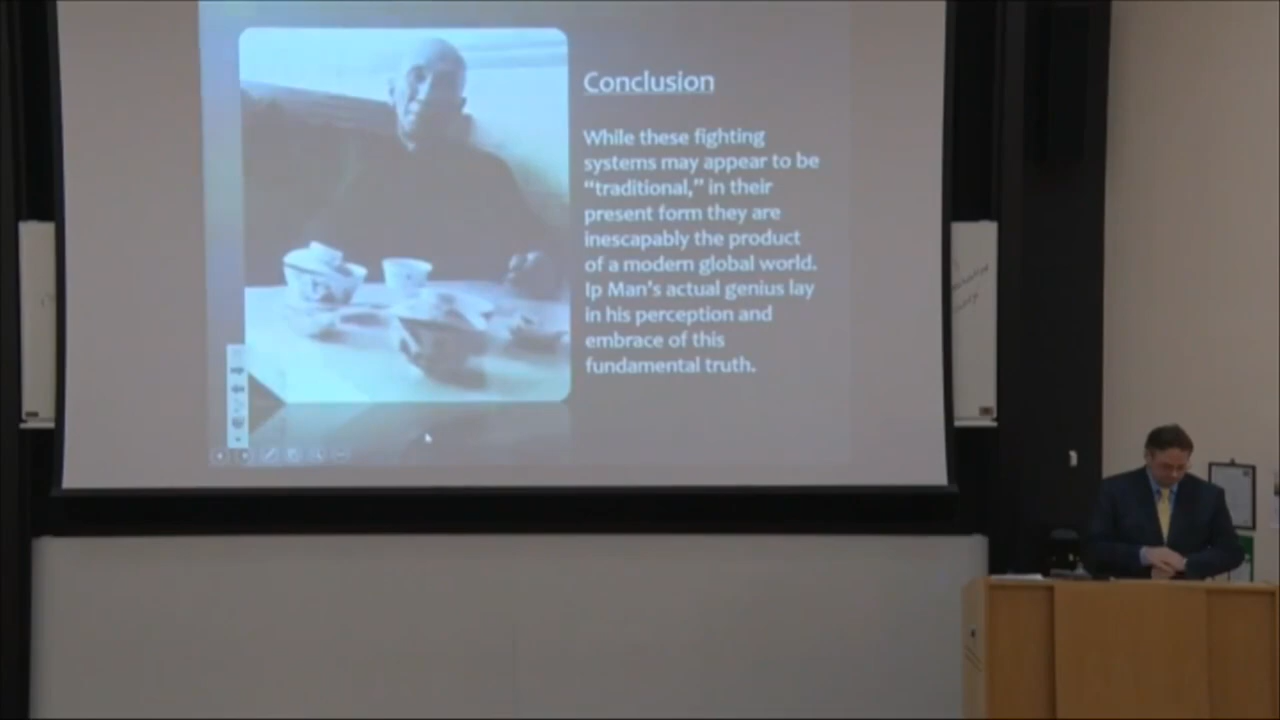 Conclusion
While these fighting
systems may appear to be
“traditional,” in their
present form they are
inescapably the product
of a modern global world.
Ip Man's actual genius lay
in his perception and
embrace of this
fundamental truth.